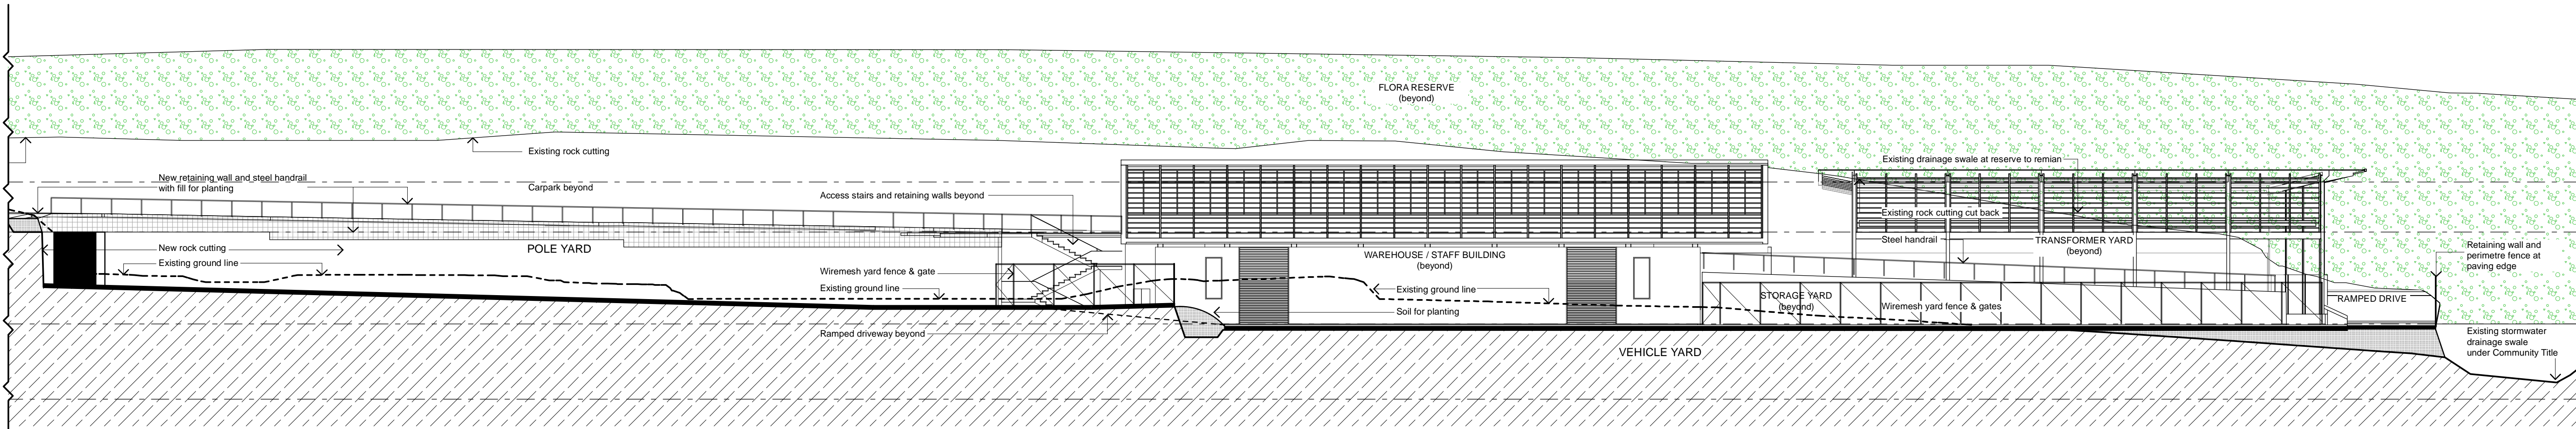 FLORA RESERVE
(beyond)
Existing rock cutting
Existing drainage swale at reserve to remian
New retaining wall and steel handrail
with fill for planting
Carpark beyond
Access stairs and retaining walls beyond
Existing rock cutting cut back
New rock cutting
POLE YARD
Steel handrail
TRANSFORMER YARD
(beyond)
Retaining wall and
perimetre fence at
paving edge
WAREHOUSE / STAFF BUILDING
(beyond)
Existing ground line
Wiremesh yard fence & gate
Existing ground line
Existing ground line
STORAGE YARD
(beyond)
Wiremesh yard fence & gates
RAMPED DRIVE
Soil for planting
Ramped driveway beyond
VEHICLE YARD
Existing stormwater
drainage swale
under Community Title